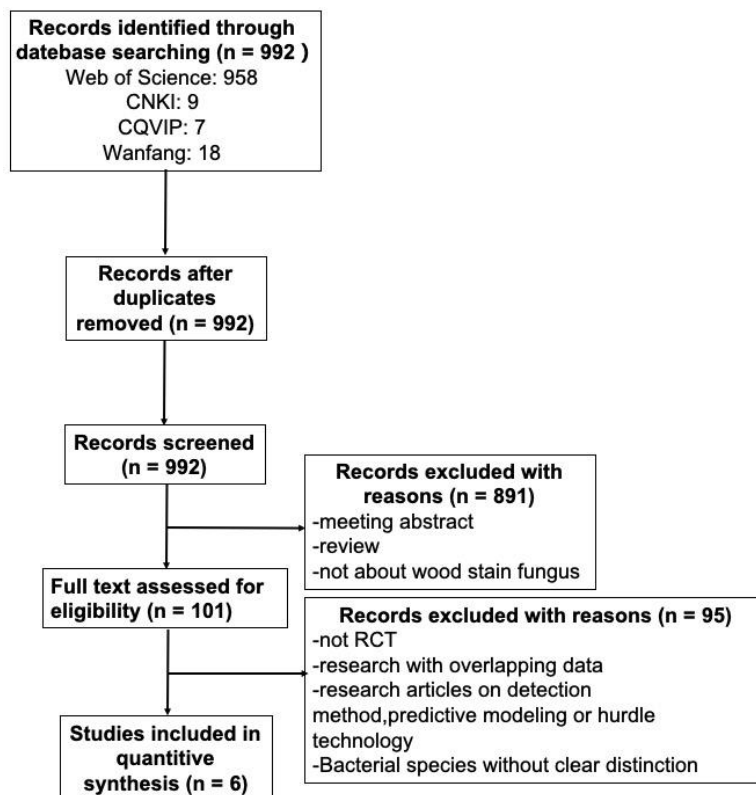 Records identified through
datebase searching (n = 992 )
Web of Science: 958
CNKI: 9
CQVIP: 7
Wanfang: 18
Records after
duplicates
removed (n = 992)
Records screened
(n = 992)
Records excluded with
reasons (n = 891)
-meeting abstract
-review
-not about wood stain fungus
Full text assessed for
eligibility (n = 101)
Records excluded with reasons (n = 95)
-not RCT
-research with overlapping data
-research articles on detection
method,predictive modeling or hurdle
technology
-Bacterial species without clear distinction
Studies included in
quantitive
synthesis (n = 6)